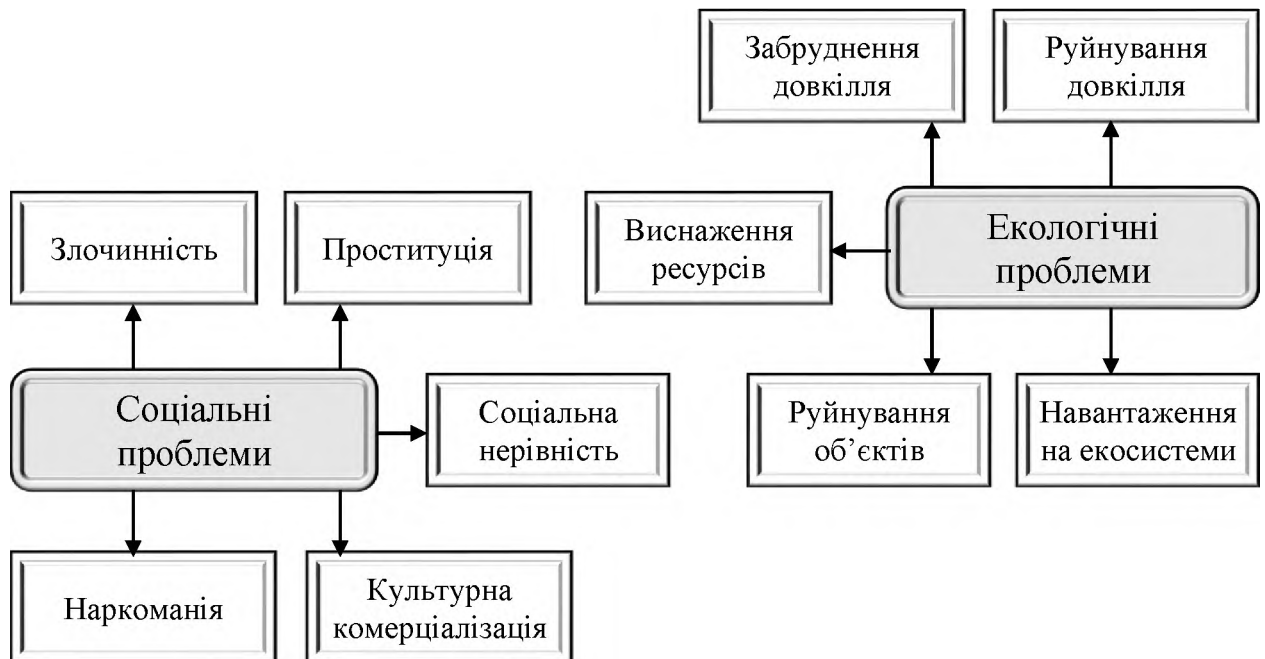 Забруднення
довкілля
Руйнування
довкілля
Злочинність
Проституція
Виснаження
ресурсів
Екологічні
проблеми
Соціальні
проблеми
Соціальна
нерівність
Руйнування
об’єктів
Навантаження
на екосистеми
Наркоманія
Культурна
комерціалізація